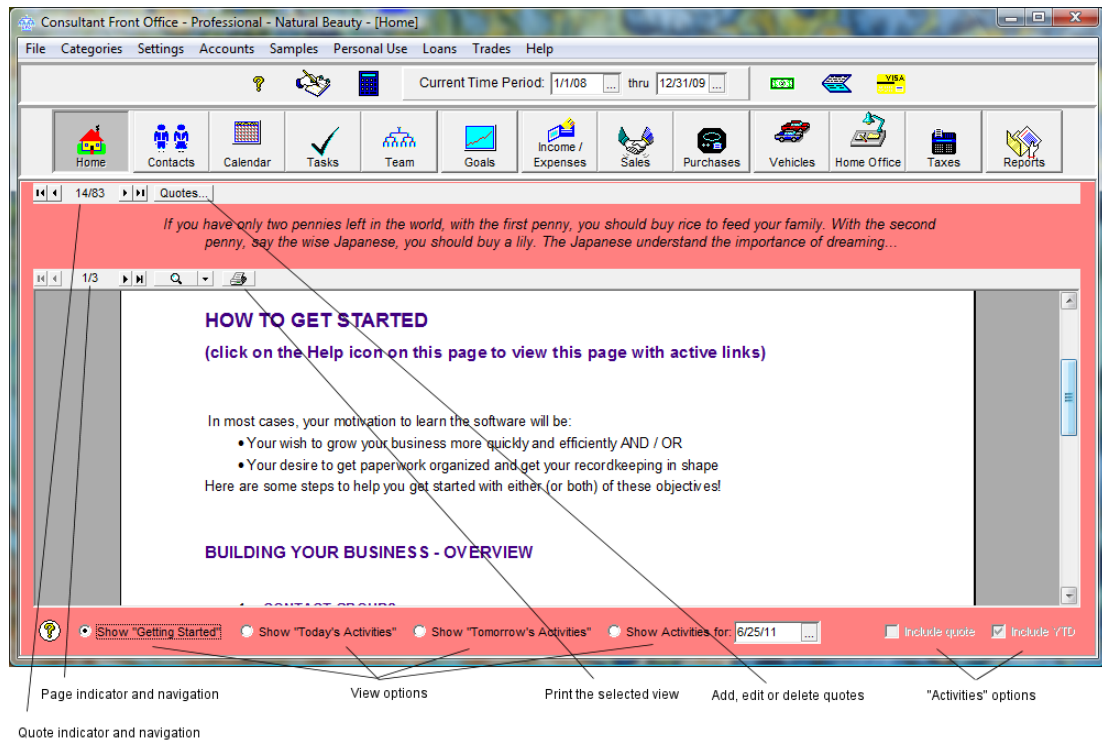 Consultant Front Office - Professional - Natural Beauty - [Home]
File Categories Settings Accounts Samples Personal Use Loans Trades Help
Current Time Period: 1/1/08 ... thru 12/31/09 ...
VISA
Home Contacts Calendar Tasks Team Goals Income / Expenses Sales Purchases Vehicles Home Office Taxes Reports
14/83 Quotes...
If you have only two pennies left in the world, with the first penny, you should buy rice to feed your family. With the second
penny, say the wise Japanese, you should buy a lily. The Japanese understand the importance of dreaming...
1/3
HOW TO GET STARTED
(click on the Help icon on this page to view this page with active links)
In most cases, your motivation to learn the software will be:
• Your wish to grow your business more quickly and efficiently AND / OR
• Your desire to get paperwork organized and get your recordkeeping in shape
Here are some steps to help you get started with either (or both) of these objectives!
BUILDING YOUR BUSINESS - OVERVIEW
Show "Getting Started" Show "Today's Activities" Show "Tomorrow's Activities" Show Activities for: 6/25/11 ... Include quote Include YTD
Page indicator and navigation View options Print the selected view Add, edit or delete quotes "Activities" options
Quote indicator and navigation